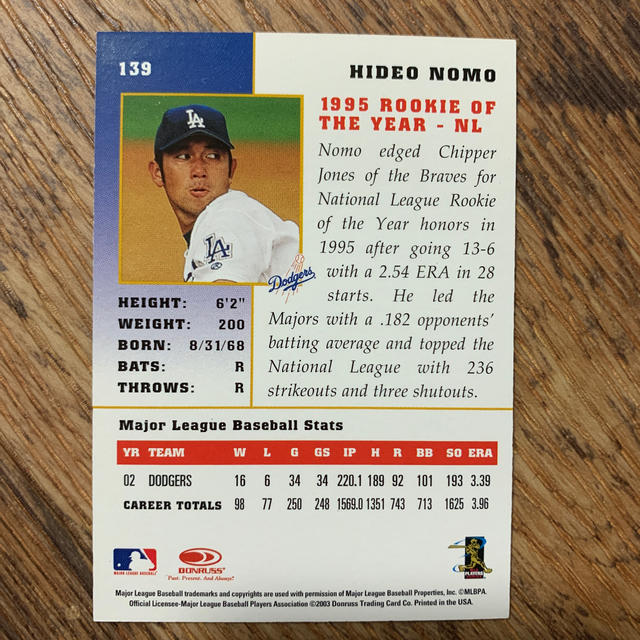 139
HIDEO NOMO
1995 ROOKIE OF
THE YEAR - NL
Nomo edged Chipper
Jones of the Braves for
National League Rookie
of the Year honors in
1995 after going 13-6
with a 2.54 ERA in 28
starts. He led the
Majors with a .182 opponents'
batting average and topped the
National League with 236
strikeouts and three shutouts.
LA
LA
Dodgers
HEIGHT: 6'2"
WEIGHT: 200
BORN: 8/31/68
BATS: R
THROWS: R
Major League Baseball Stats
YR TEAM W L G GS IP H R BB SO ERA
02 DODGERS 16 6 34 34 220.1 189 92 101 193 3.39
CAREER TOTALS 98 77 250 248 1569.0 1351 743 713 1625 3.96
MAJOR LEAGUE BASEBALL
DONRUSS
"Past, Present, And Always"
PLAYERS
Major League Baseball trademarks and copyrights are used with permission of Major League Baseball Properties, Inc. ©MLBPA.
Official Licensee-Major League Baseball Players Association ©2003 Donruss Trading Card Co. Printed in the USA.